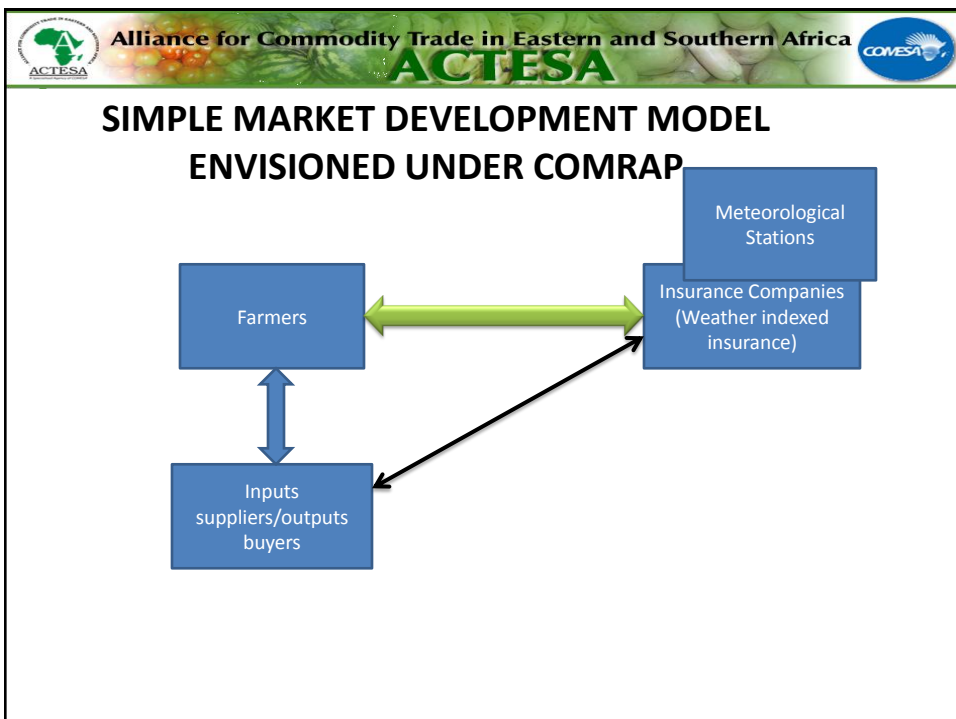 Alliance for Commodity Trade in Eastern and Southern Africa
ACTESA
ACTESA
COMESA
SIMPLE MARKET DEVELOPMENT MODEL
ENVISIONED UNDER COMRAP
Meteorological
Stations
Farmers
Insurance Companies
(Weather indexed
insurance)
Inputs
suppliers/outputs
buyers